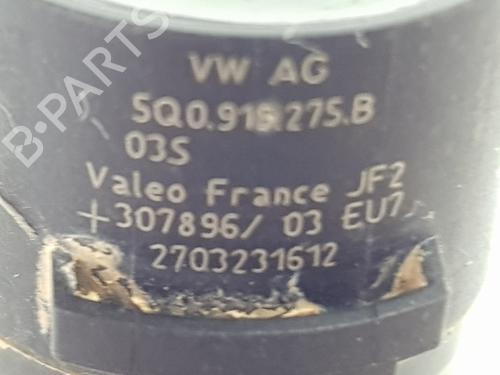 B-PARTS
VW AG
5Q0.919.275.B
03S
Valeo France JF2
+307896/ 03 EU7
2703231612